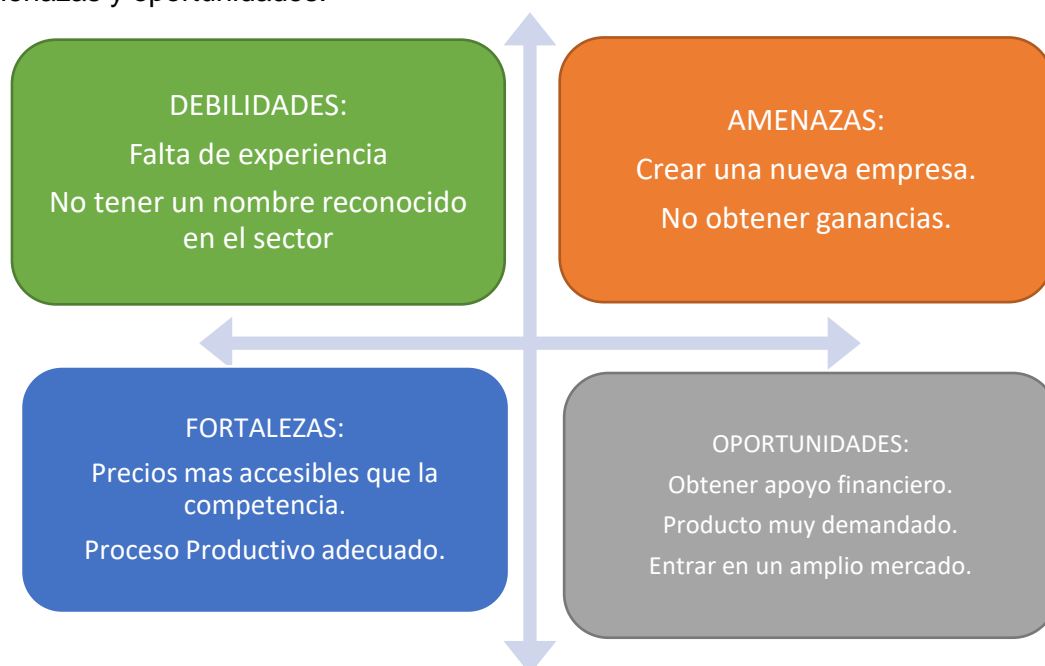 y oportunidades.
DEBILIDADES:
Falta de experiencia
No tener un nombre reconocido
en el sector
AMENAZAS:
Crear una nueva empresa.
No obtener ganancias.
FORTALEZAS:
Precios mas accesibles que la
competencia.
Proceso Productivo adecuado.
OPORTUNIDADES:
Obtener apoyo financiero.
Producto muy demandado.
Entrar en un amplio mercado.